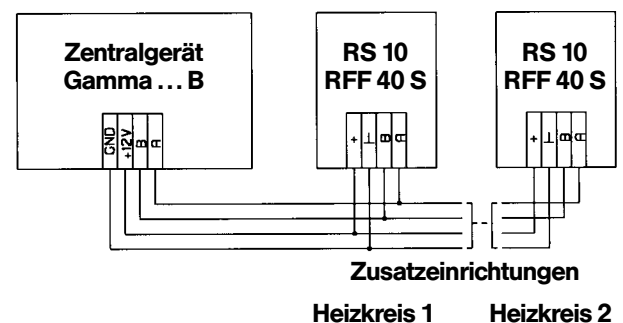 Zentralgerät
Gamma ... B
GND
+12V
B
A
RS 10
RFF 40 S
+
⊥
B
A
RS 10
RFF 40 S
+
⊥
B
A
Zusatzeinrichtungen
Heizkreis 1 Heizkreis 2